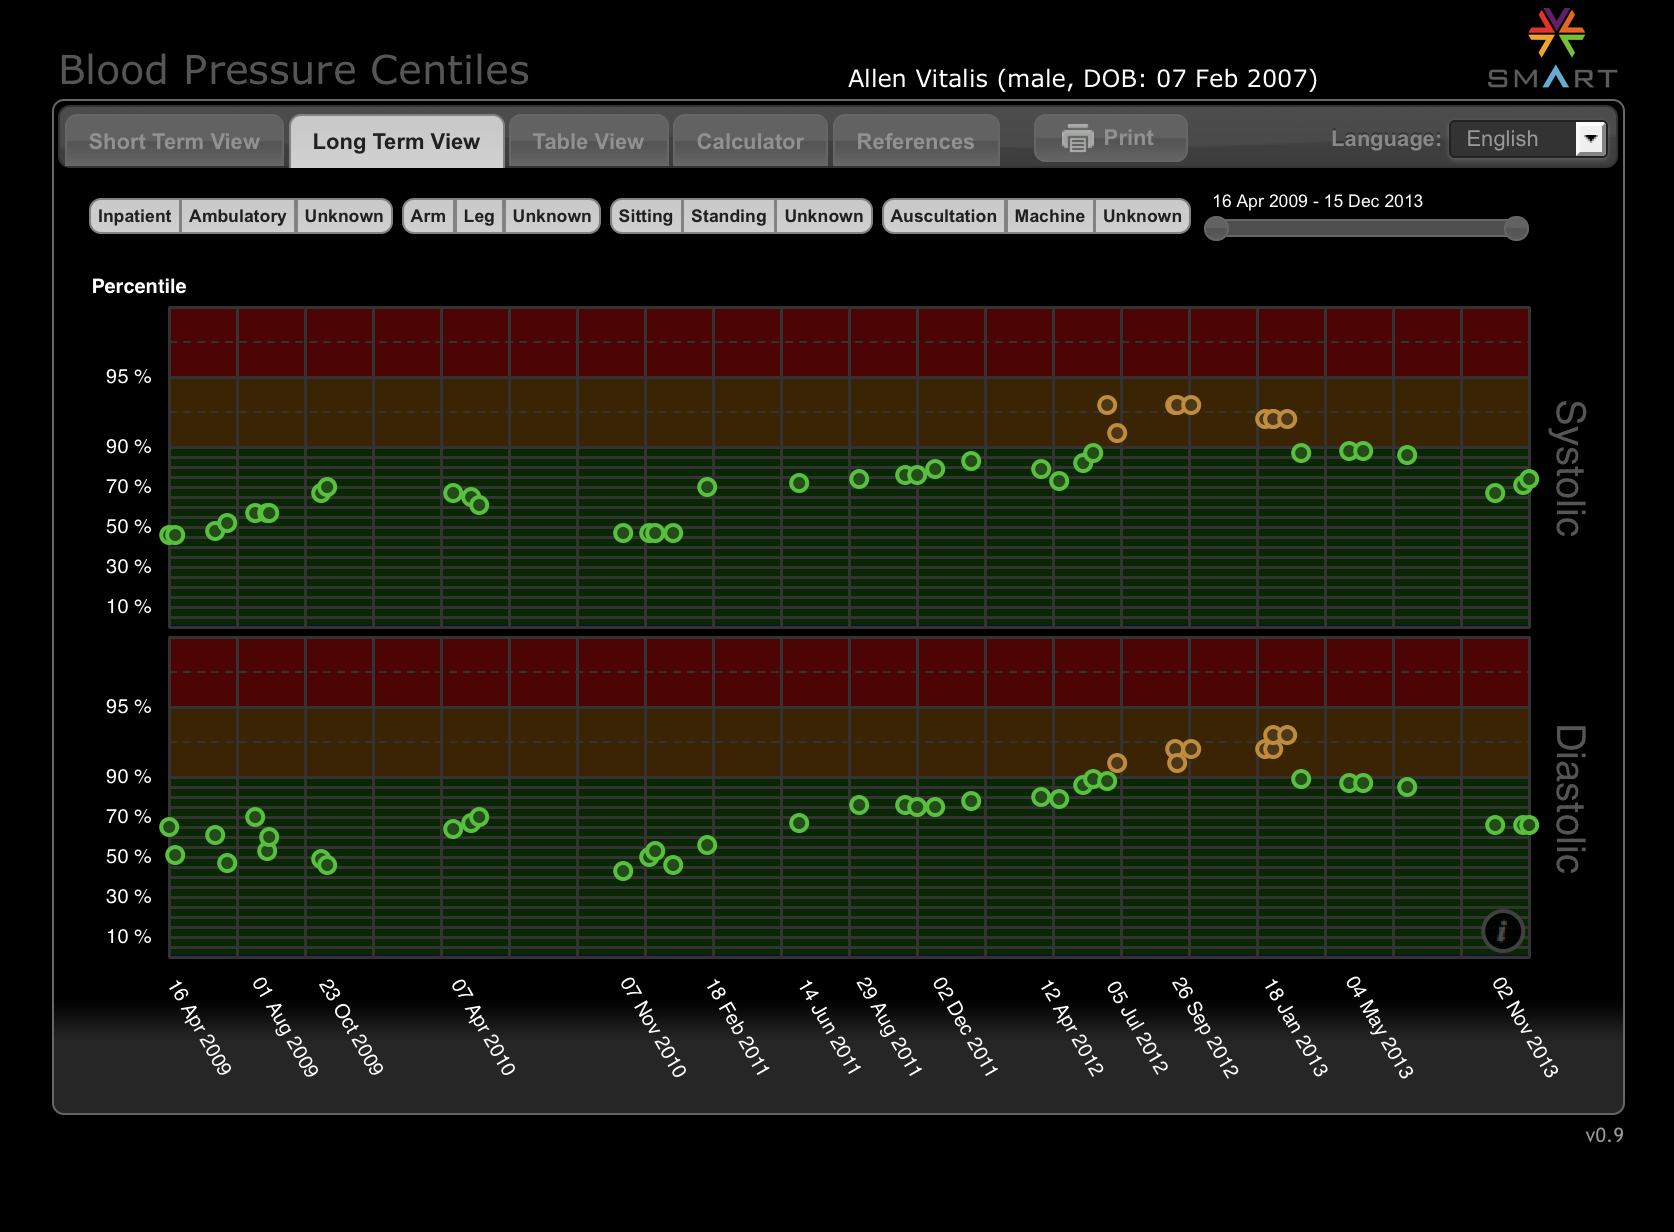 Blood Pressure Centiles
Allen Vitalis (male, DOB: 07 Feb 2007)
SMART
Short Term View
Long Term View
Table View
Calculator
References
Print
Language:
English
Inpatient Ambulatory Unknown
Arm Leg Unknown
Sitting Standing Unknown
Auscultation Machine Unknown
16 Apr 2009 - 15 Dec 2013
Percentile
95 %
90 %
70 %
50 %
30 %
10 %
Systolic
95 %
90 %
70 %
50 %
30 %
10 %
Diastolic
i
16 Apr 2009
01 Aug 2009
23 Oct 2009
07 Apr 2010
07 Nov 2010
18 Feb 2011
14 Jun 2011
29 Aug 2011
02 Dec 2011
12 Apr 2012
05 Jul 2012
26 Sep 2012
18 Jan 2013
04 May 2013
02 Nov 2013
v0.9